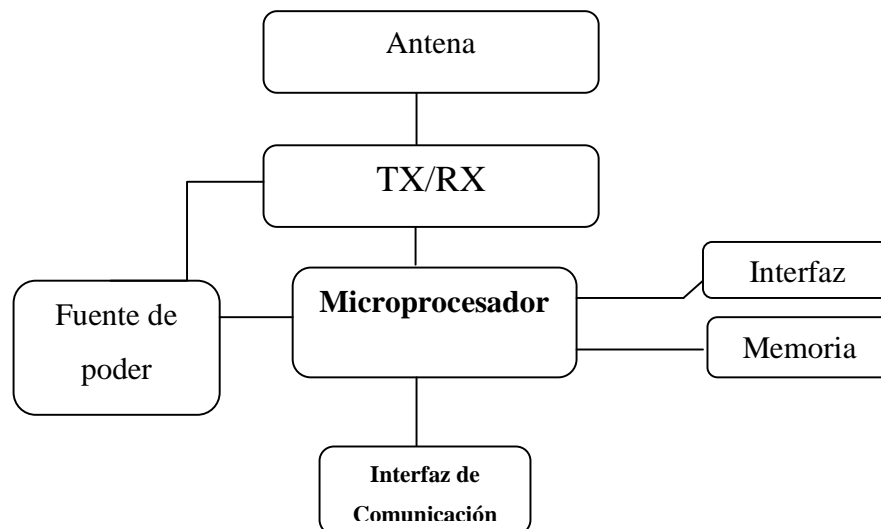 Antena
TX/RX
Microprocesador
Interfaz
Fuente de
poder
Memoria
Interfaz de
Comunicación